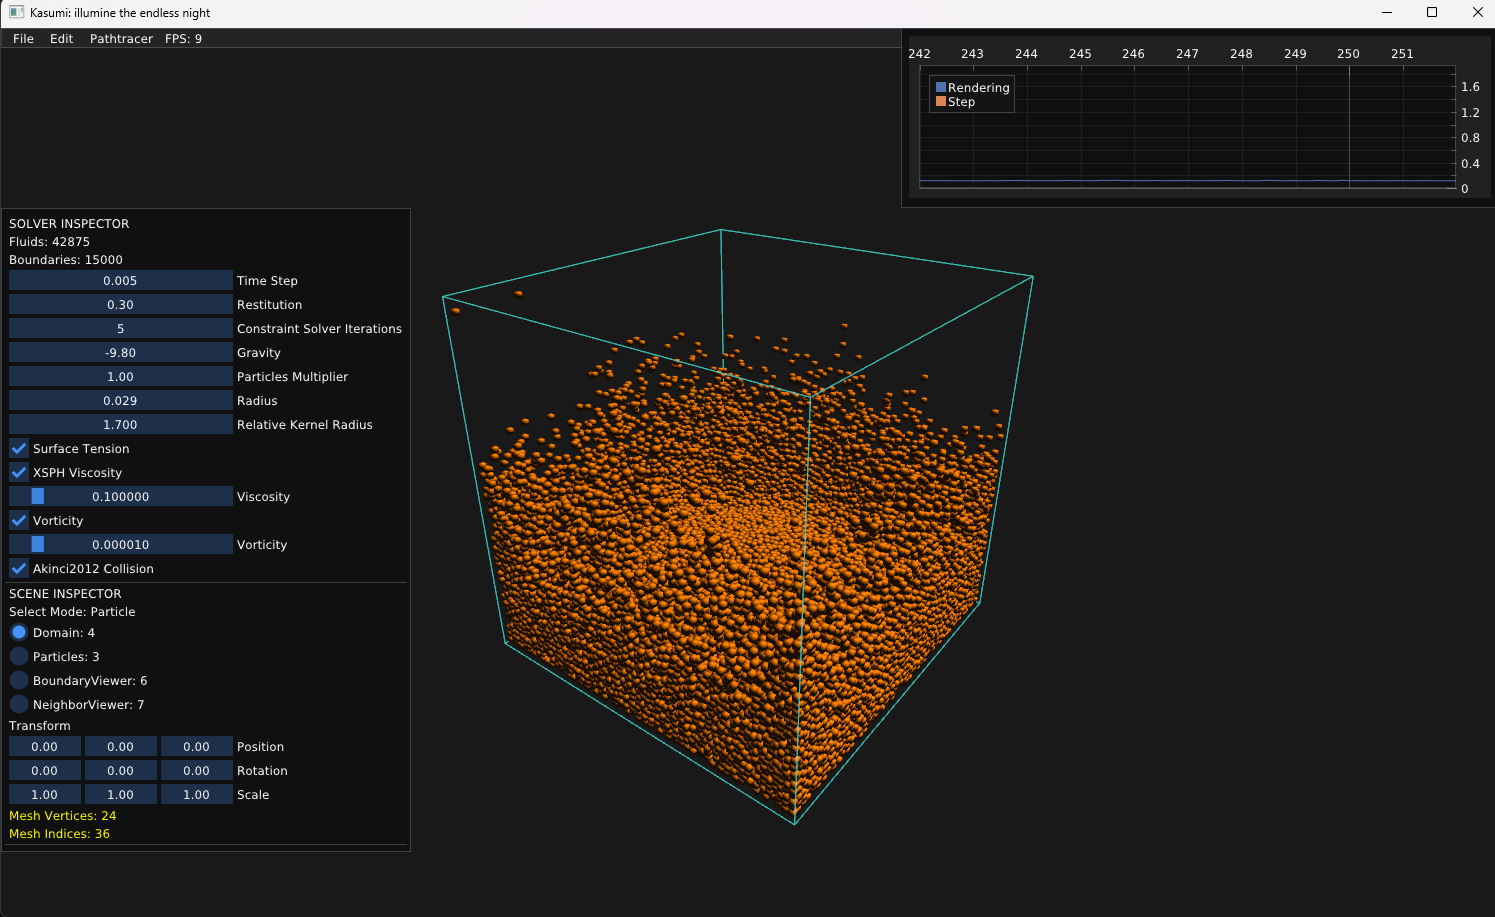 Kasumi: illumine the endless night
File Edit Pathtracer FPS: 9
242 243 244 245 246 247 248 249 250 251
Rendering
Step
1.6
1.2
0.8
0.4
0
SOLVER INSPECTOR
Fluids: 42875
Boundaries: 15000
0.005 Time Step
0.30 Restitution
5 Constraint Solver Iterations
-9.80 Gravity
1.00 Particles Multiplier
0.029 Radius
1.700 Relative Kernel Radius
Surface Tension
XSPH Viscosity
0.100000 Viscosity
Vorticity
0.000010 Vorticity
Akinci2012 Collision
SCENE INSPECTOR
Select Mode: Particle
Domain: 4
Particles: 3
BoundaryViewer: 6
NeighborViewer: 7
Transform
0.00 0.00 0.00 Position
0.00 0.00 0.00 Rotation
1.00 1.00 1.00 Scale
Mesh Vertices: 24
Mesh Indices: 36